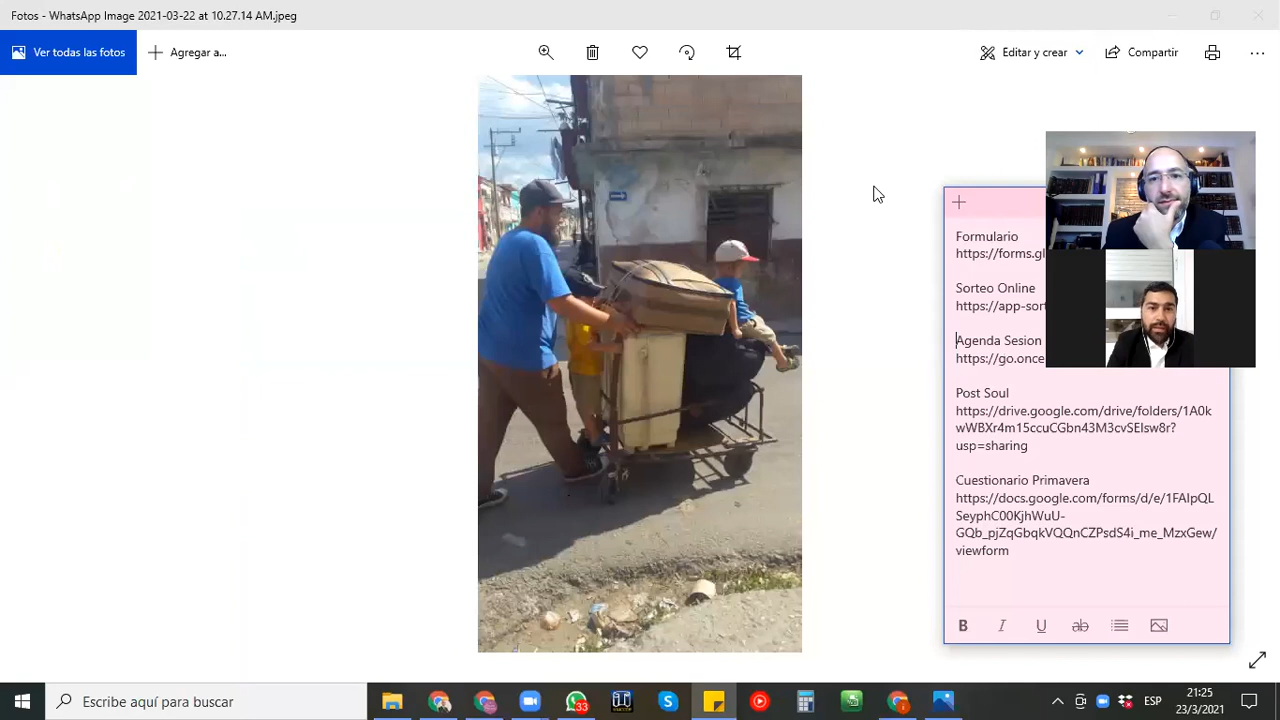 Fotos - WhatsApp Image 2021-03-22 at 10.27.14 AM.jpeg
Ver todas las fotos
Agregar a...
Editar y crear
Compartir
Formulario
https://forms.gl
Sorteo Online
https://app-sort
Agenda Sesion
https://go.once
Post Soul
https://drive.google.com/drive/folders/1A0k
wWBXr4m15ccuCGbn43M3cvSEIsw8r?
usp=sharing
Cuestionario Primavera
https://docs.google.com/forms/d/e/1FAIpQL
SeyphC00KjhWuU-
GQb_pjZqGbqkVQQnCZPsdS4i_me_MzxGew/
viewform
B I U ab
Escribe aquí para buscar
33
ESP
21:25
23/3/2021